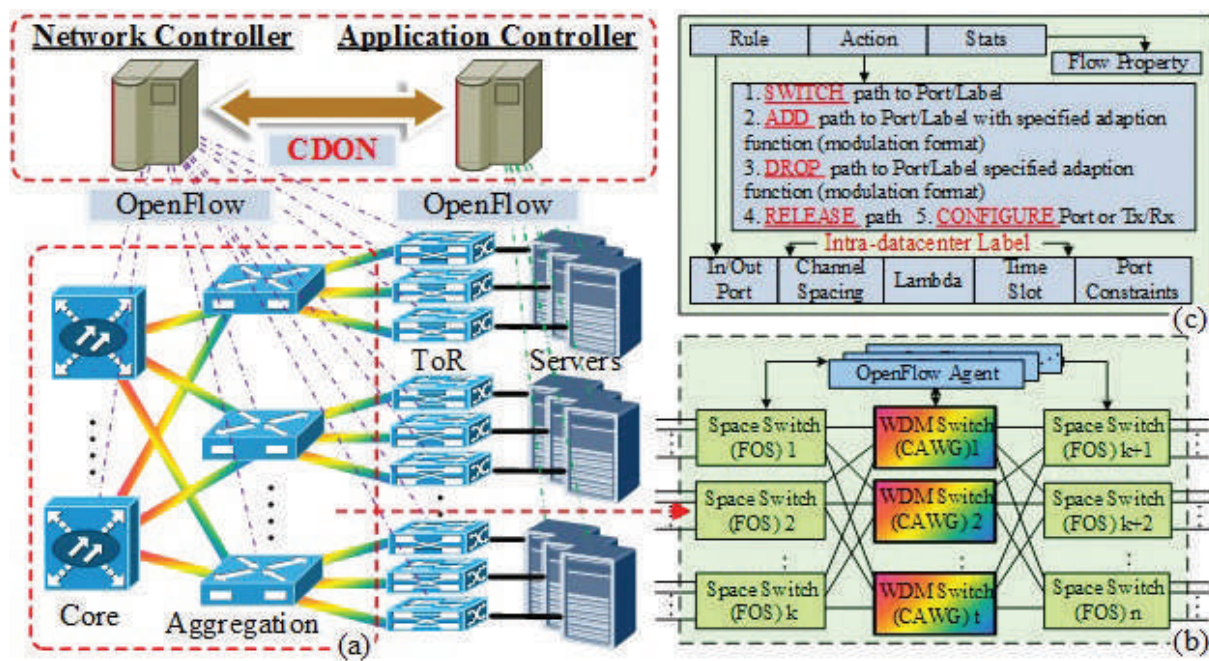 Network Controller
Application Controller
CDON
OpenFlow
OpenFlow
ToR
Servers
Core
Aggregation
(a)
Rule
Action
Stats
Flow Property
1. SWITCH path to Port/Label
2. ADD path to Port/Label with specified adaption
function (modulation format)
3. DROP path to Port/Label specified adaption
function (modulation format)
4. RELEASE path 5. CONFIGURE Port or Tx/Rx
Intra-datacenter Label
In/Out
Port
Channel
Spacing
Lambda
Time
Slot
Port
Constraints
(c)
OpenFlow Agent
Space Switch
(FOS) 1
WDM Switch
(CAWG)1
Space Switch
(FOS) k+1
Space Switch
(FOS) 2
WDM Switch
(CAWG) 2
Space Switch
(FOS) k+2
Space Switch
(FOS) k
WDM Switch
(CAWG) t
Space Switch
(FOS) n
(b)